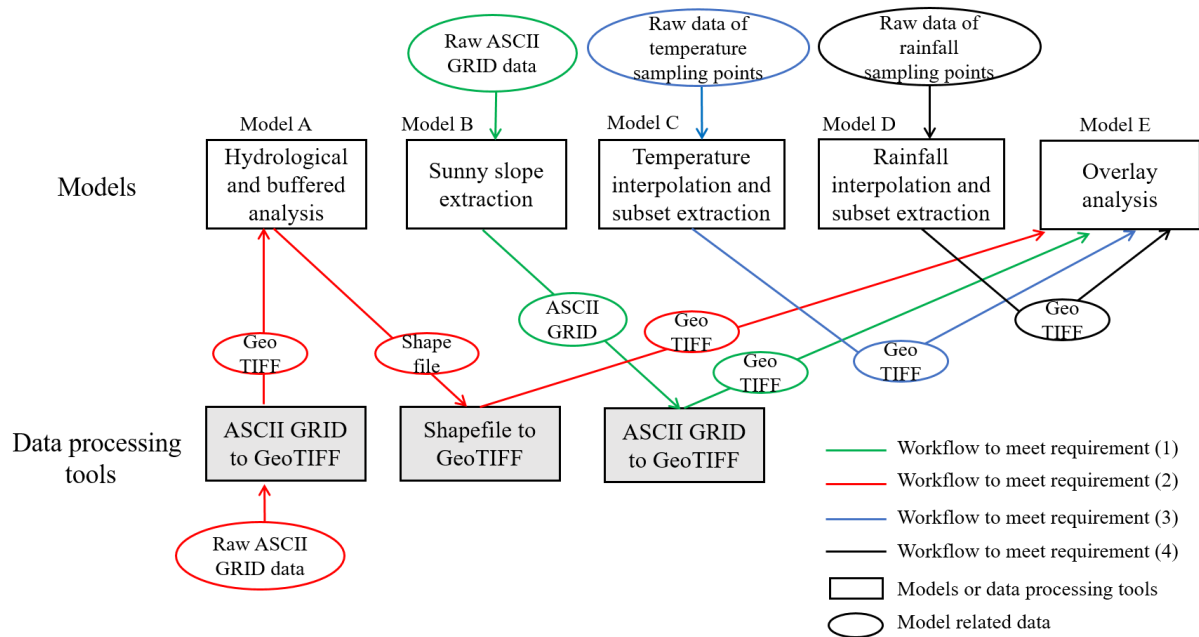 Raw ASCII
GRID data
Raw data of
temperature
sampling points
Raw data of
rainfall
sampling points
Models
Model A
Hydrological
and buffered
analysis
Model B
Sunny slope
extraction
Model C
Temperature
interpolation and
subset extraction
Model D
Rainfall
interpolation and
subset extraction
Model E
Overlay
analysis
Geo
TIFF
Shape
file
ASCII
GRID
Geo
TIFF
Geo
TIFF
Geo
TIFF
Geo
TIFF
Data processing
tools
ASCII GRID
to GeoTIFF
Shapefile to
GeoTIFF
ASCII GRID
to GeoTIFF
Raw ASCII
GRID data
Workflow to meet requirement (1)
Workflow to meet requirement (2)
Workflow to meet requirement (3)
Workflow to meet requirement (4)
Models or data processing tools
Model related data